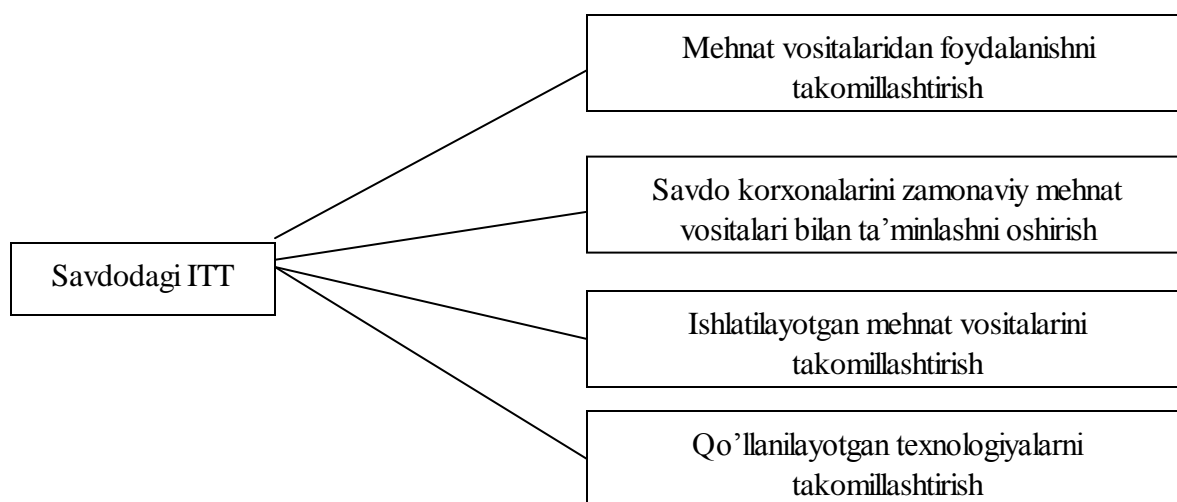 Mehnat vositalaridan foydalanishni
takomillashtirish
Savdo korxonalarini zamonaviy mehnat
vositalari bilan ta’minlashni oshirish
Savdodagi ITT
Ishlatilayotgan mehnat vositalarini
takomillashtirish
Qo’llanilayotgan texnologiyalarni
takomillashtirish